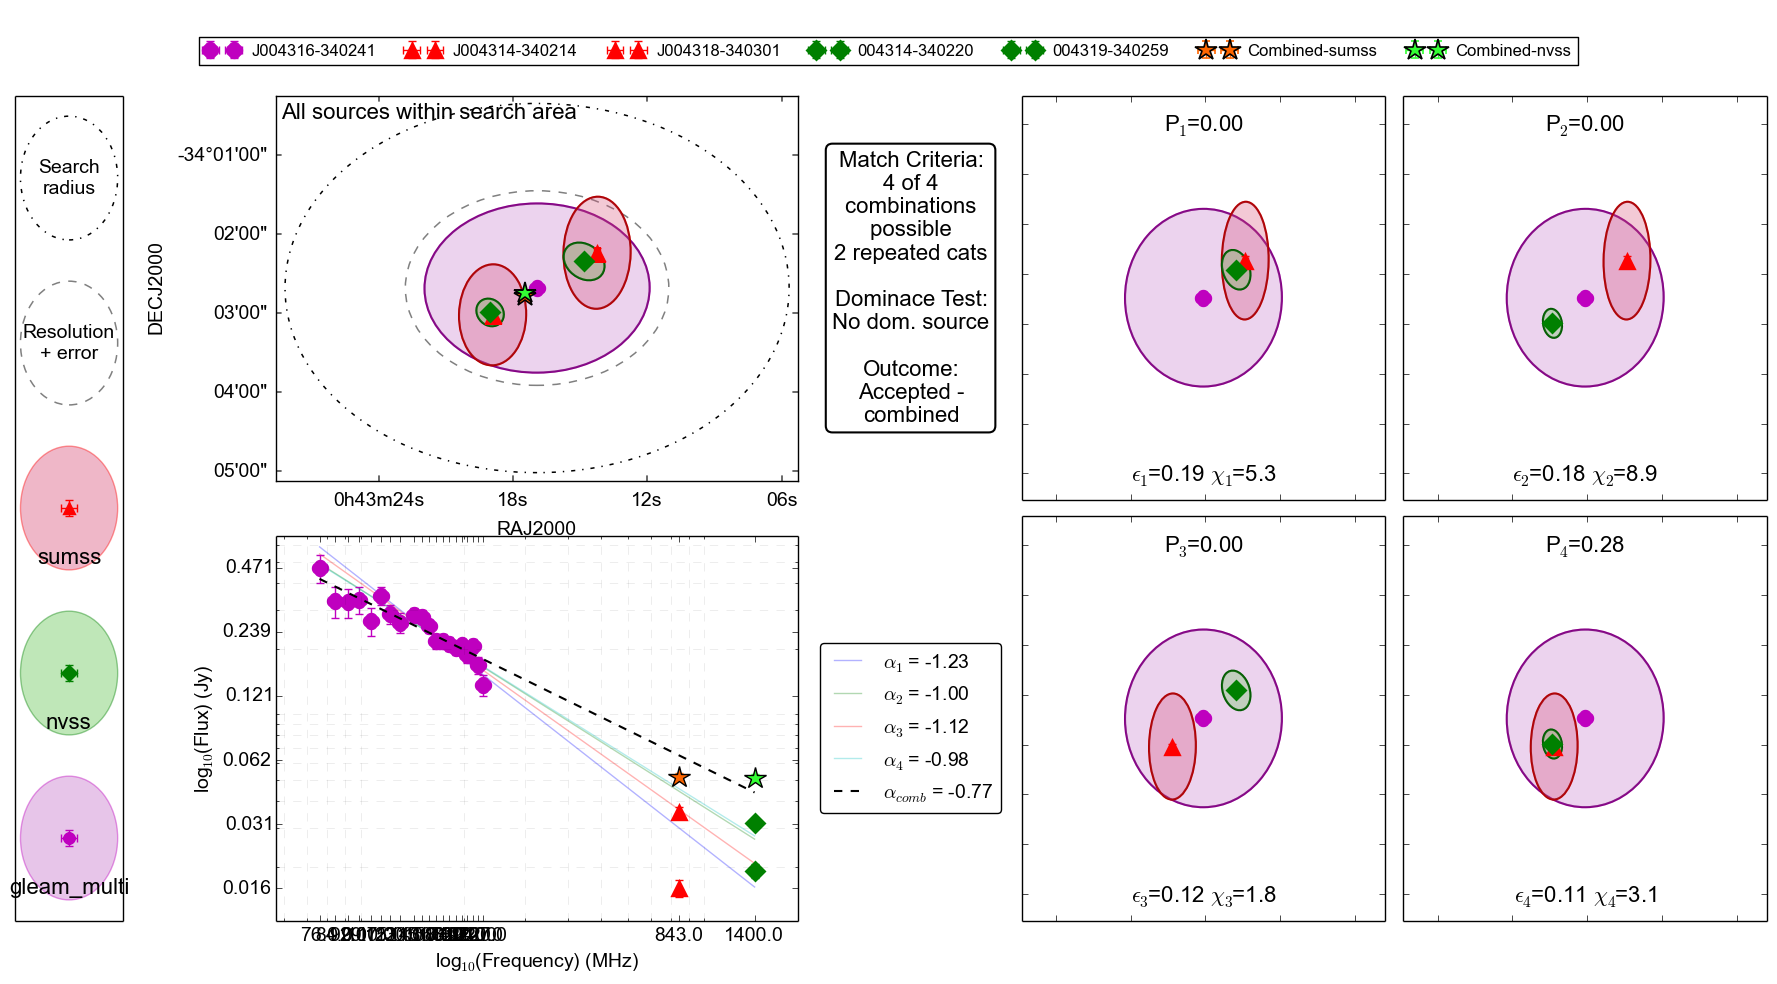 J004316-340241
J004314-340214
J004318-340301
004314-340220
004319-340259
Combined-sumss
Combined-nvss
Search
radius
Resolution
+ error
sumss
nvss
gleam_multi
All sources within search area
DECJ2000
-34°01'00"
02'00"
03'00"
04'00"
05'00"
0h43m24s
18s
12s
06s
RAJ2000
Match Criteria:
4 of 4
combinations
possible
2 repeated cats
Dominace Test:
No dom. source
Outcome:
Accepted -
combined
P1=0.00
ϵ1=0.19 χ1=5.3
P2=0.00
ϵ2=0.18 χ2=8.9
log10(Flux) (Jy)
0.471
0.239
0.121
0.062
0.031
0.016
843.0
1400.0
log10(Frequency) (MHz)
α1 = -1.23
α2 = -1.00
α3 = -1.12
α4 = -0.98
αcomb = -0.77
P3=0.00
ϵ3=0.12 χ3=1.8
P4=0.28
ϵ4=0.11 χ4=3.1